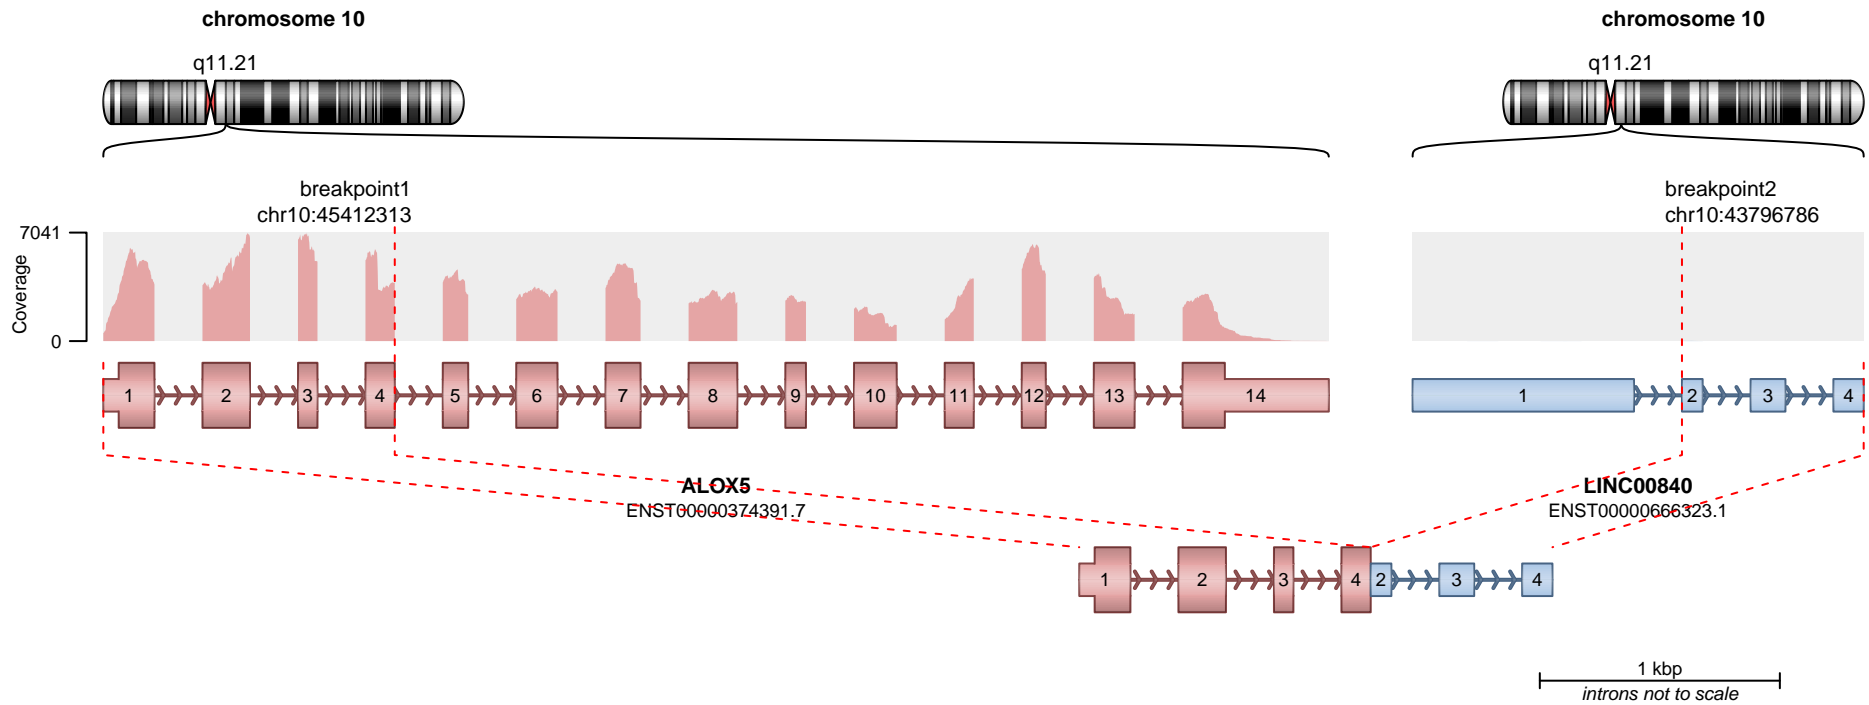 chromosome 10
chromosome 10
q11.21
q11.21
breakpoint1
chr10:45412313
breakpoint2
chr10:43796786
7041
Coverage
0
1 2 3 4 5 6 7 8 9 10 11 12 13 14
1 2 3 4
ALOX5
ENST00000374391.7
LINC00840
ENST00000666323.1
1 2 3 4 2 3 4
1 kbp
introns not to scale